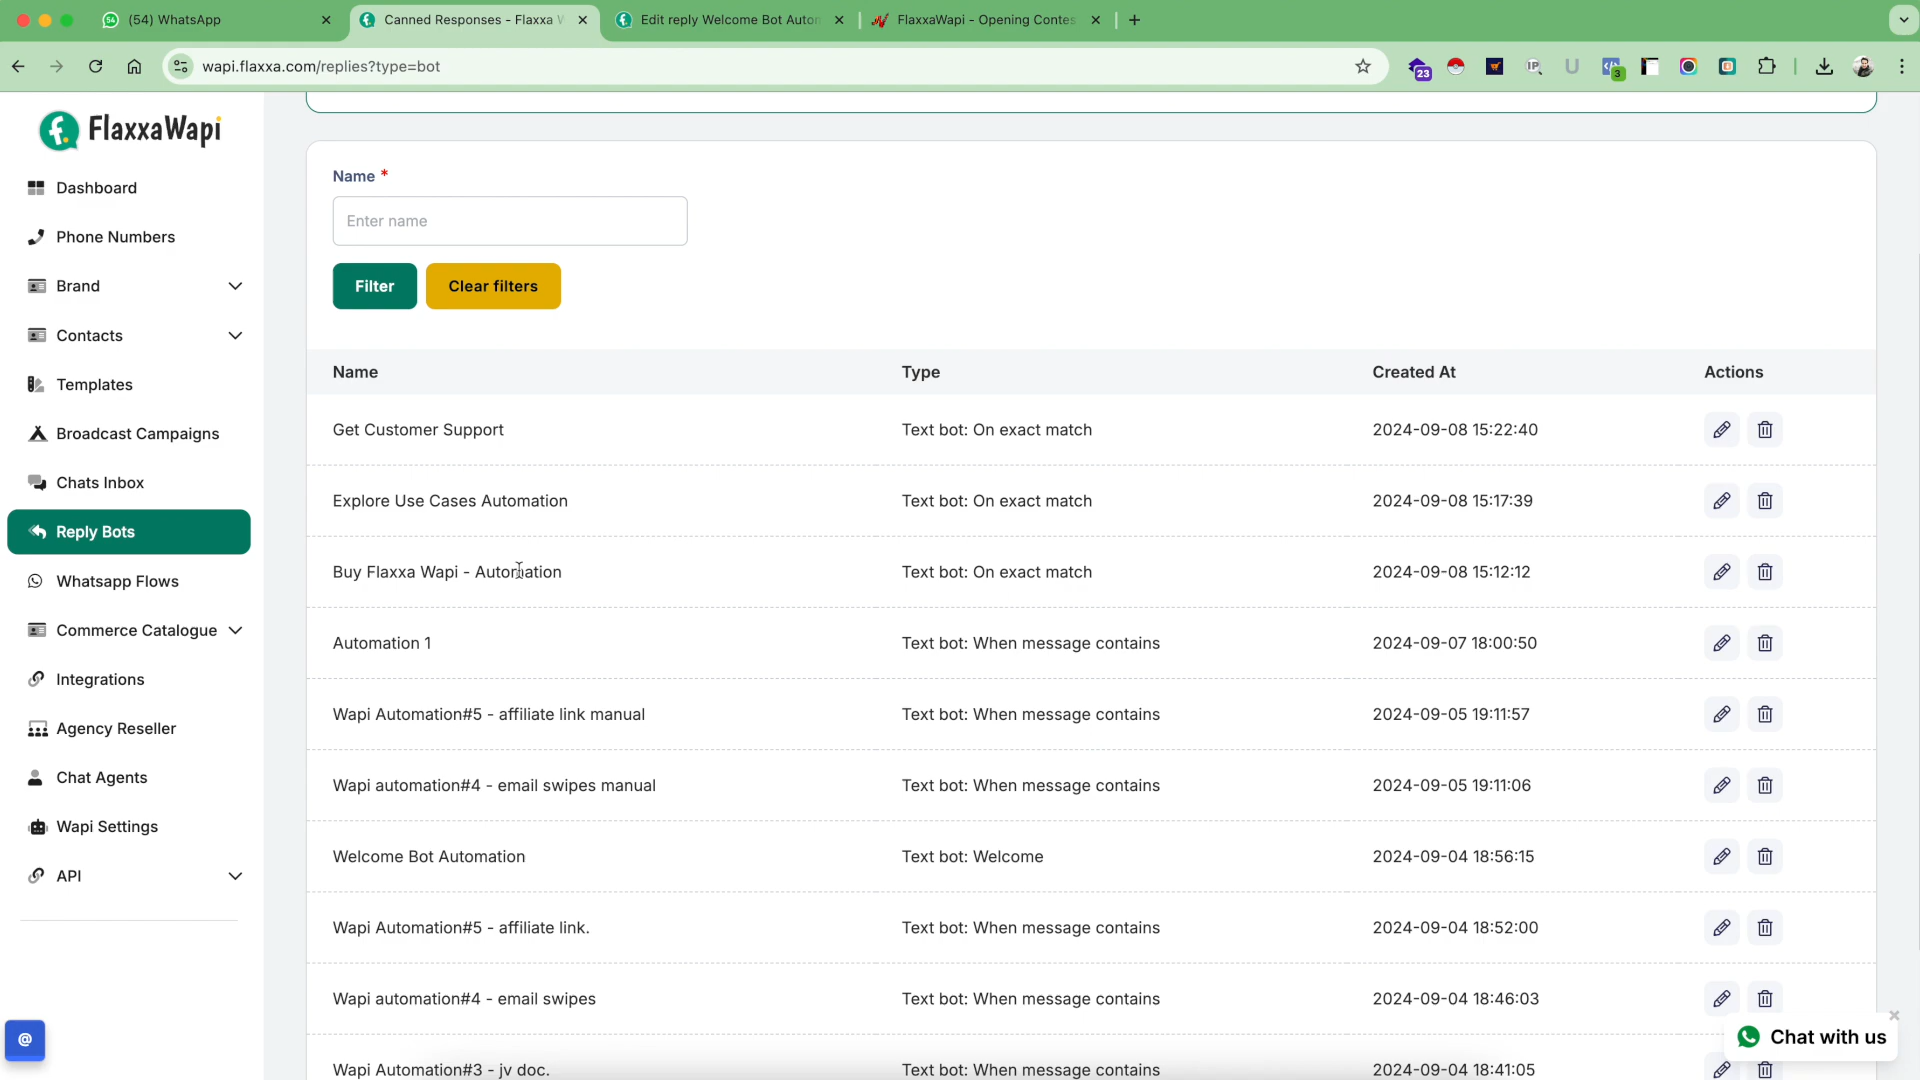 (54) WhatsApp
Canned Responses - Flaxxa W
Edit reply Welcome Bot Autom
FlaxxaWapi - Opening Contes
wapi.flaxxa.com/replies?type=bot
23
3
FlaxxaWapi
Dashboard
Phone Numbers
Brand
Contacts
Templates
Broadcast Campaigns
Chats Inbox
Reply Bots
Whatsapp Flows
Commerce Catalogue
Integrations
Agency Reseller
Chat Agents
Wapi Settings
API
@
Name *
Enter name
Filter Clear filters
Name Type Created At Actions
Get Customer Support Text bot: On exact match 2024-09-08 15:22:40
Explore Use Cases Automation Text bot: On exact match 2024-09-08 15:17:39
Buy Flaxxa Wapi - Automation Text bot: On exact match 2024-09-08 15:12:12
Automation 1 Text bot: When message contains 2024-09-07 18:00:50
Wapi Automation#5 - affiliate link manual Text bot: When message contains 2024-09-05 19:11:57
Wapi automation#4 - email swipes manual Text bot: When message contains 2024-09-05 19:11:06
Welcome Bot Automation Text bot: Welcome 2024-09-04 18:56:15
Wapi Automation#5 - affiliate link. Text bot: When message contains 2024-09-04 18:52:00
Wapi automation#4 - email swipes Text bot: When message contains 2024-09-04 18:46:03
Wapi Automation#3 - jv doc. Text bot: When message contains 2024-09-04 18:41:05
Chat with us